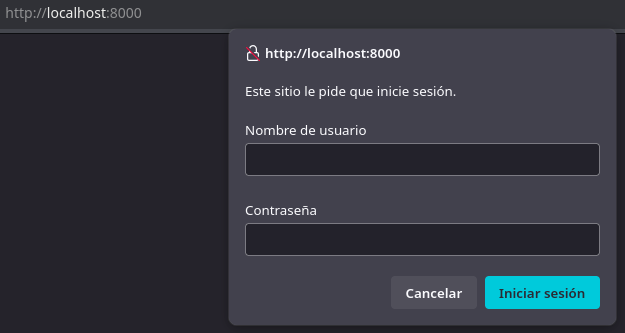 http://localhost:8000
http://localhost:8000
Este sitio le pide que inicie sesión.
Nombre de usuario
Contraseña
Cancelar
Iniciar sesión